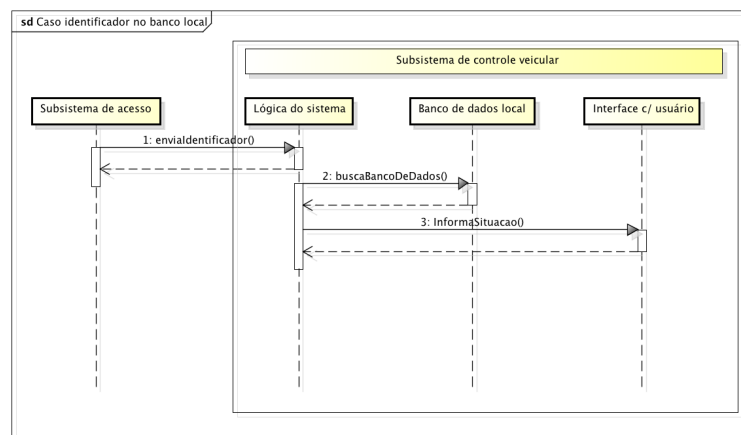 sd Caso identificador no banco local
Subsistema de controle veicular
Subsistema de acesso
Lógica do sistema
Banco de dados local
Interface c/ usuário
1: enviaIdentificador()
2: buscaBancoDeDados()
3: InformaSituacao()